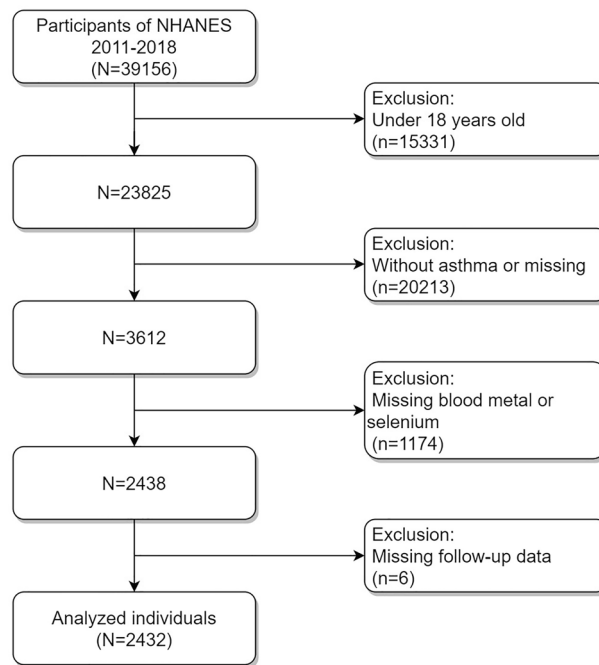 Participants of NHANES
2011-2018
(N=39156)
Exclusion:
Under 18 years old
(n=15331)
N=23825
Exclusion:
Without asthma or missing
(n=20213)
N=3612
Exclusion:
Missing blood metal or
selenium
(n=1174)
N=2438
Exclusion:
Missing follow-up data
(n=6)
Analyzed individuals
(N=2432)